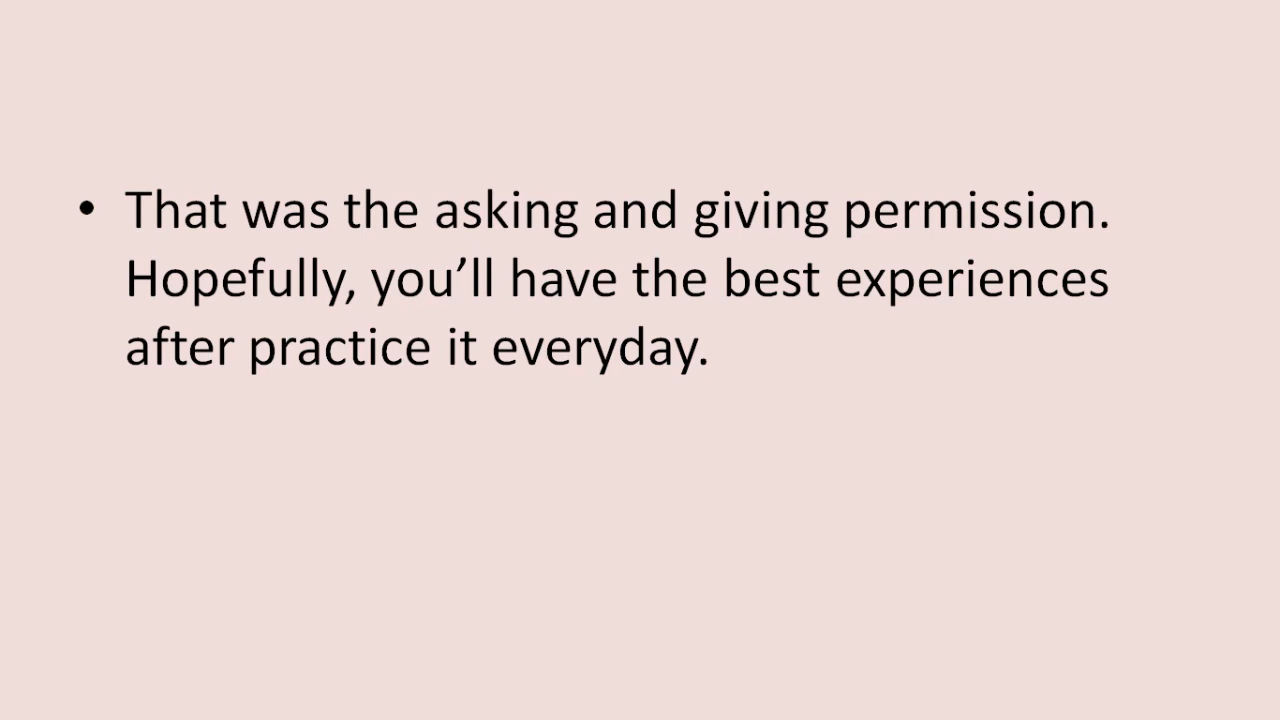 • That was the asking and giving permission.
Hopefully, you’ll have the best experiences
after practice it everyday.